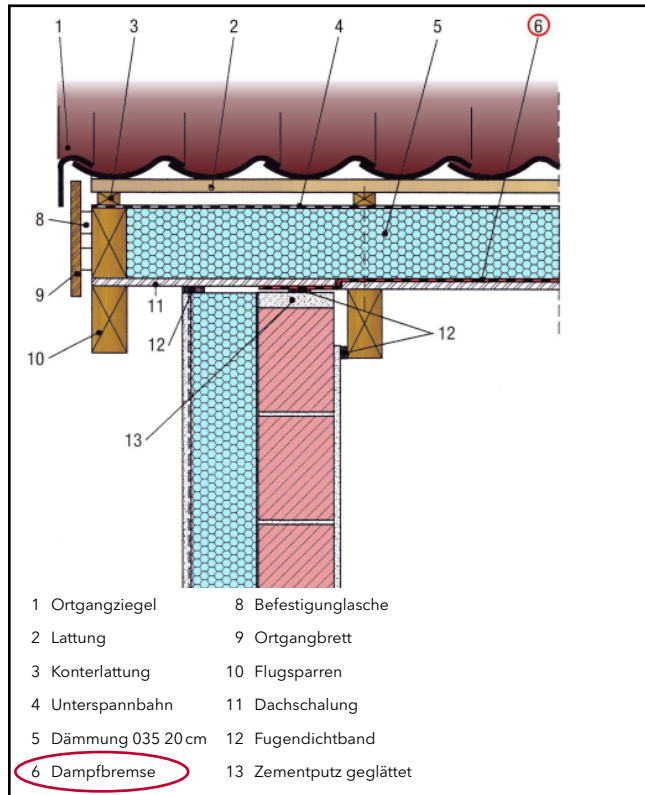 1 3 2 4 5 6
8
9
11
10
12
12
13
1 Ortgangziegel
2 Lattung
3 Konterlattung
4 Unterspannbahn
5 Dämmung 035 20 cm
6 Dampfbremse
8 Befestigunglasche
9 Ortgangbrett
10 Flugsparren
11 Dachschalung
12 Fugendichtband
13 Zementputz geglättet